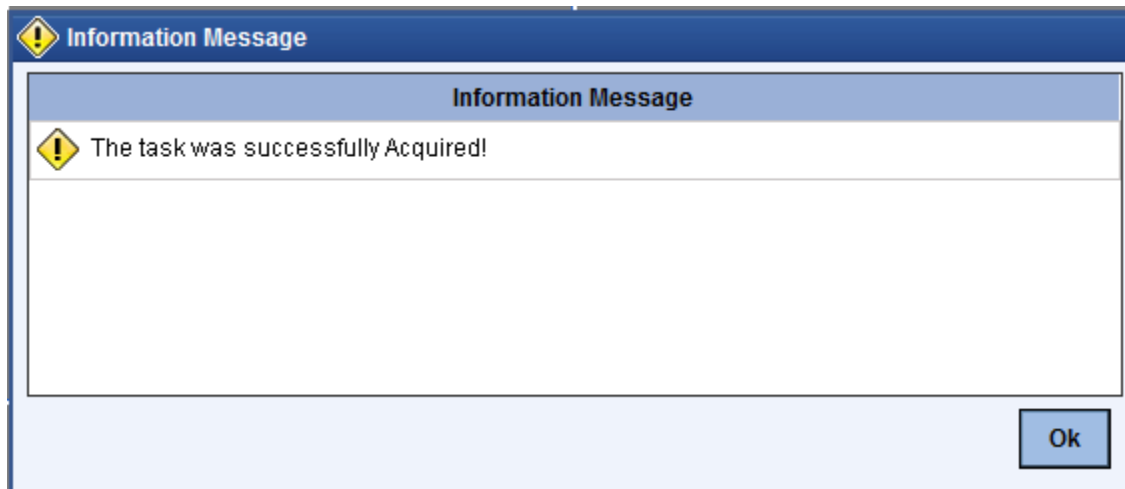 Information Message
Information Message
The task was successfully Acquired!
Ok